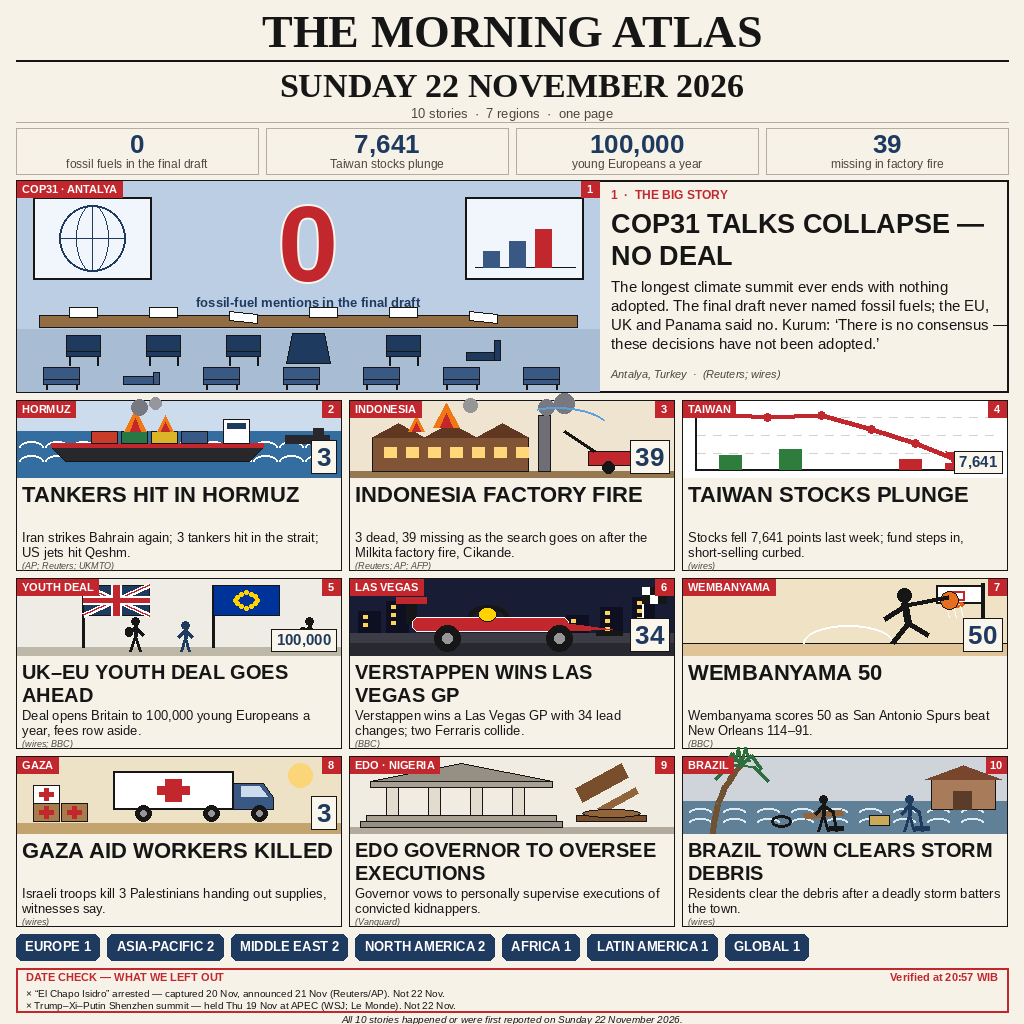 THE MORNING ATLAS
SUNDAY 22 NOVEMBER 2026
10 stories · 7 regions · one page
0
fossil fuels in the final draft
7,641
Taiwan stocks plunge
100,000
young Europeans a year
39
missing in factory fire
COP31 · ANTALYA
1
0
fossil-fuel mentions in the final draft
1 · THE BIG STORY
COP31 TALKS COLLAPSE —
NO DEAL
The longest climate summit ever ends with nothing
adopted. The final draft never named fossil fuels; the EU,
UK and Panama said no. Kurum: ‘There is no consensus —
these decisions have not been adopted.’
Antalya, Turkey · (Reuters; wires)
HORMUZ
2
3
TANKERS HIT IN HORMUZ
Iran strikes Bahrain again; 3 tankers hit in the strait;
US jets hit Qeshm.
(AP; Reuters; UKMTO)
INDONESIA
3
39
INDONESIA FACTORY FIRE
3 dead, 39 missing as the search goes on after the
Milkita factory fire, Cikande.
(Reuters; AP; AFP)
TAIWAN
4
7,641
TAIWAN STOCKS PLUNGE
Stocks fell 7,641 points last week; fund steps in,
short-selling curbed.
(wires)
YOUTH DEAL
5
100,000
UK–EU YOUTH DEAL GOES
AHEAD
Deal opens Britain to 100,000 young Europeans a
year, fees row aside.
(wires; BBC)
LAS VEGAS
6
34
VERSTAPPEN WINS LAS
VEGAS GP
Verstappen wins a Las Vegas GP with 34 lead
changes; two Ferraris collide.
(BBC)
WEMBANYAMA
7
50
WEMBANYAMA 50
Wembanyama scores 50 as San Antonio Spurs beat
New Orleans 114–91.
(BBC)
GAZA
8
3
GAZA AID WORKERS KILLED
Israeli troops kill 3 Palestinians handing out supplies,
witnesses say.
(wires)
EDO · NIGERIA
9
EDO GOVERNOR TO OVERSEE
EXECUTIONS
Governor vows to personally supervise executions of
convicted kidnappers.
(Vanguard)
BRAZIL
10
BRAZIL TOWN CLEARS STORM
DEBRIS
Residents clear the debris after a deadly storm batters
the town.
(wires)
EUROPE 1
ASIA-PACIFIC 2
MIDDLE EAST 2
NORTH AMERICA 2
AFRICA 1
LATIN AMERICA 1
GLOBAL 1
DATE CHECK — WHAT WE LEFT OUT
Verified at 20:57 WIB
× “El Chapo Isidro” arrested — captured 20 Nov, announced 21 Nov (Reuters/AP). Not 22 Nov.
× Trump–Xi–Putin Shenzhen summit — held Thu 19 Nov at APEC (WSJ; Le Monde). Not 22 Nov.
All 10 stories happened or were first reported on Sunday 22 November 2026.